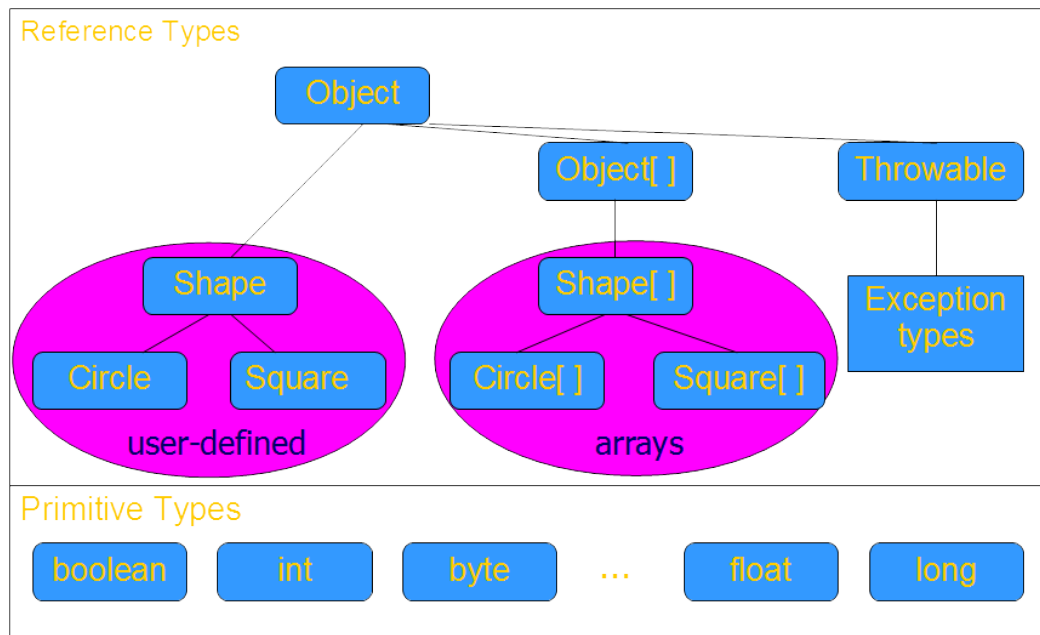 Reference Types
Object
Object[ ]
Throwable
Shape
Shape[ ]
Exception
types
Circle
Square
Circle[ ]
Square[ ]
user-defined
arrays
Primitive Types
boolean
int
byte
...
float
long